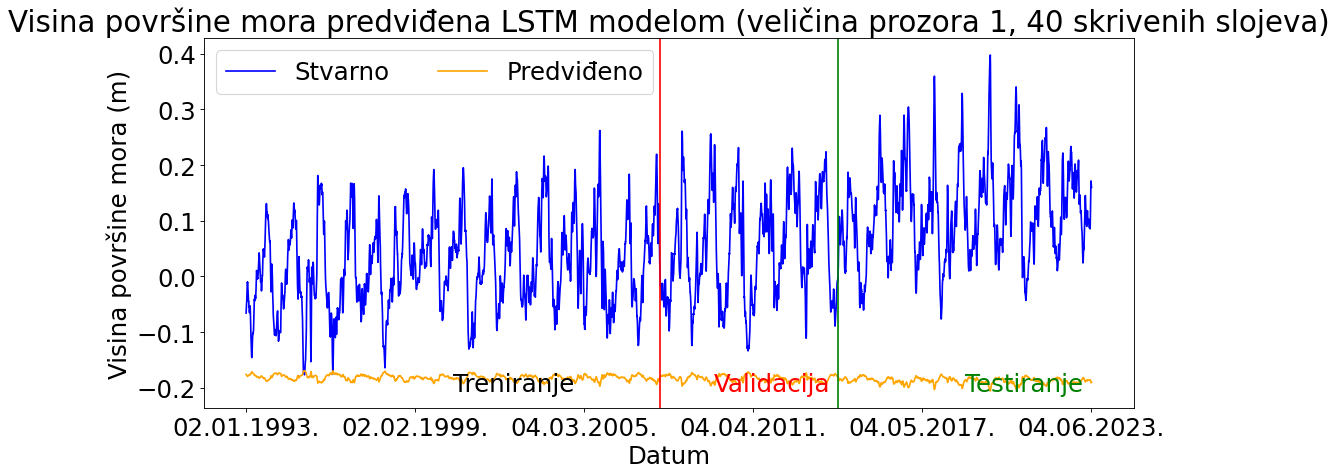 Visina površine mora predviđena LSTM modelom (veličina prozora 1, 40 skrivenih slojeva)
Stvarno
Predviđeno
Visina površine mora (m)
0.4
0.3
0.2
0.1
0.0
−0.1
−0.2
Treniranje
Validacija
Testiranje
02.01.1993.
02.02.1999.
04.03.2005.
04.04.2011.
04.05.2017.
04.06.2023.
Datum